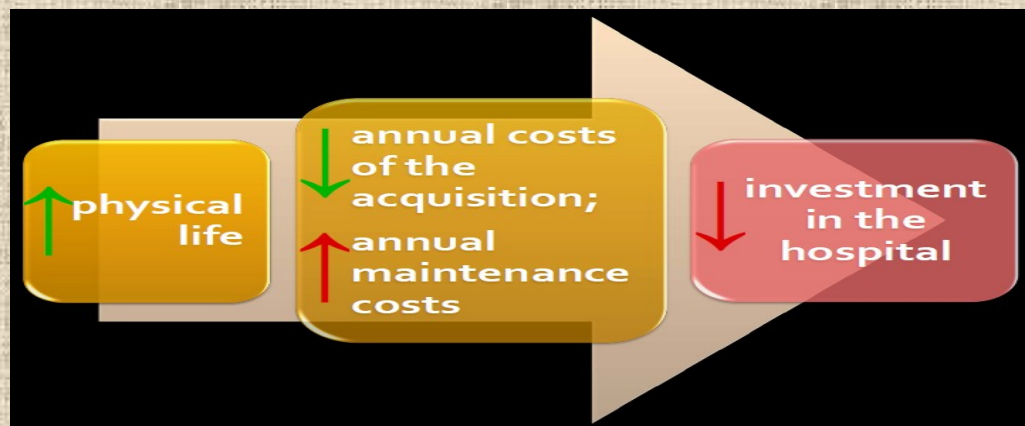 physical
life
annual costs
of the
acquisition;
annual
maintenance
costs
investment
in the
hospital